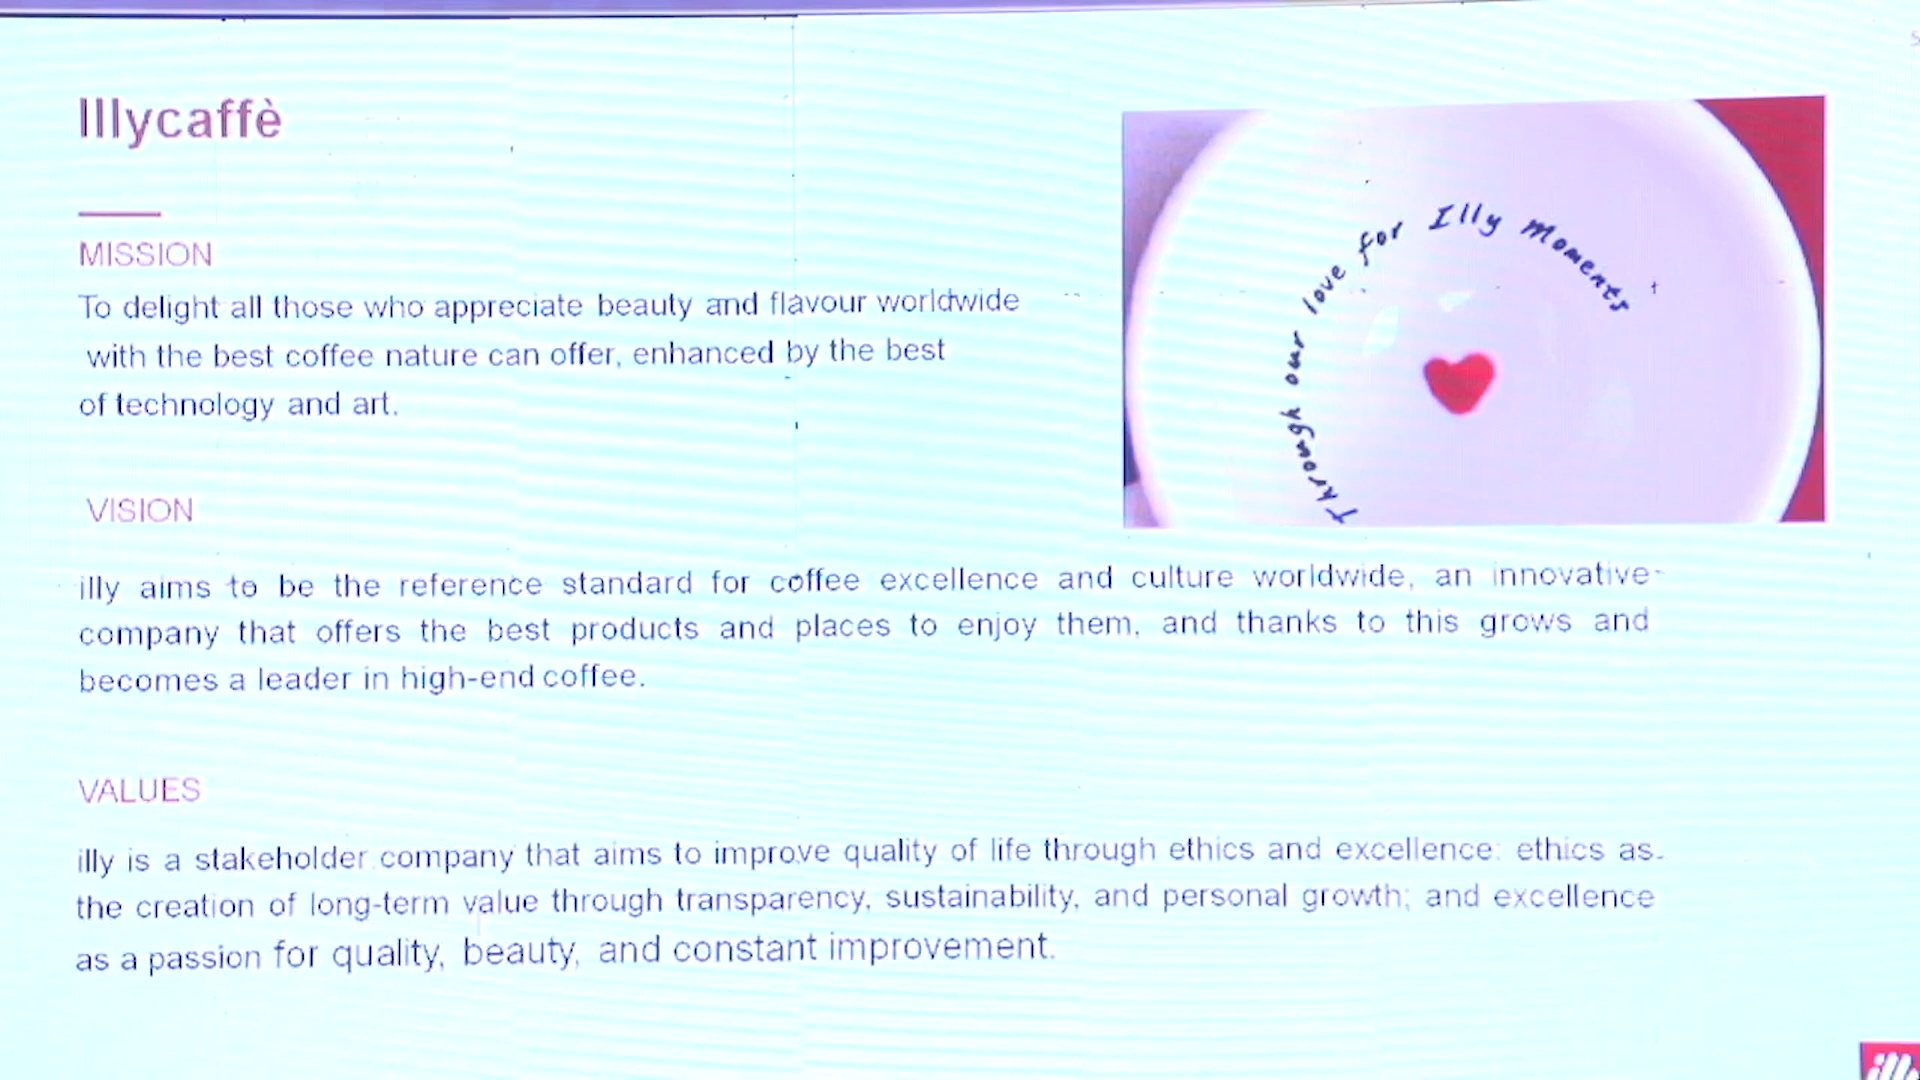 Illycaffè
MISSION
To delight all those who appreciate beauty and flavour worldwide
with the best coffee nature can offer, enhanced by the best
of technology and art.
Through our love for Illy Moments
VISION
illy aims to be the reference standard for coffee excellence and culture worldwide, an innovative
company that offers the best products and places to enjoy them, and thanks to this grows and
becomes a leader in high-end coffee.
VALUES
illy is a stakeholder company that aims to improve quality of life through ethics and excellence: ethics as
the creation of long-term value through transparency, sustainability, and personal growth; and excellence
as a passion for quality, beauty, and constant improvement.
illy